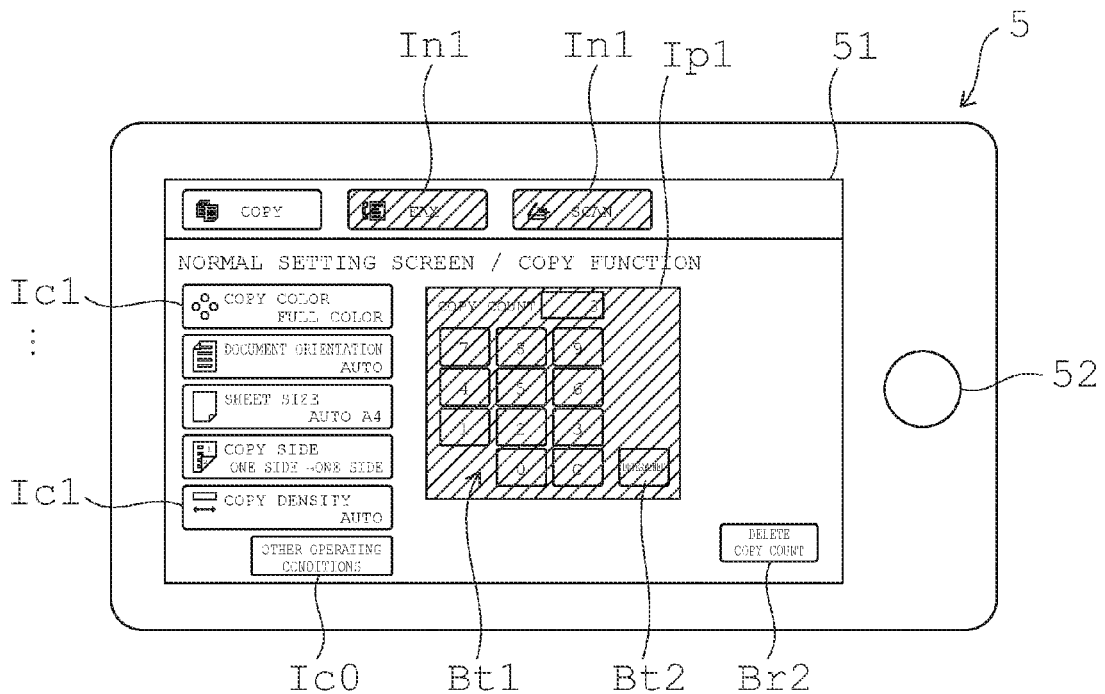 In1 In1 Ip1 51 5
COPY FAX SCAN
NORMAL SETTING SCREEN / COPY FUNCTION
Ic1
COPY COLOR
FULL COLOR
DOCUMENT ORIENTATION
AUTO
SHEET SIZE
AUTO A4
COPY SIDE
ONE SIDE→ONE SIDE
Ic1
COPY DENSITY
AUTO
OTHER OPERATING
CONDITIONS
COPY COUNT 3
7 8 9
4 5 6
1 2 3
0 C
52
DELETE
COPY COUNT
Ic0 Bt1 Bt2 Br2